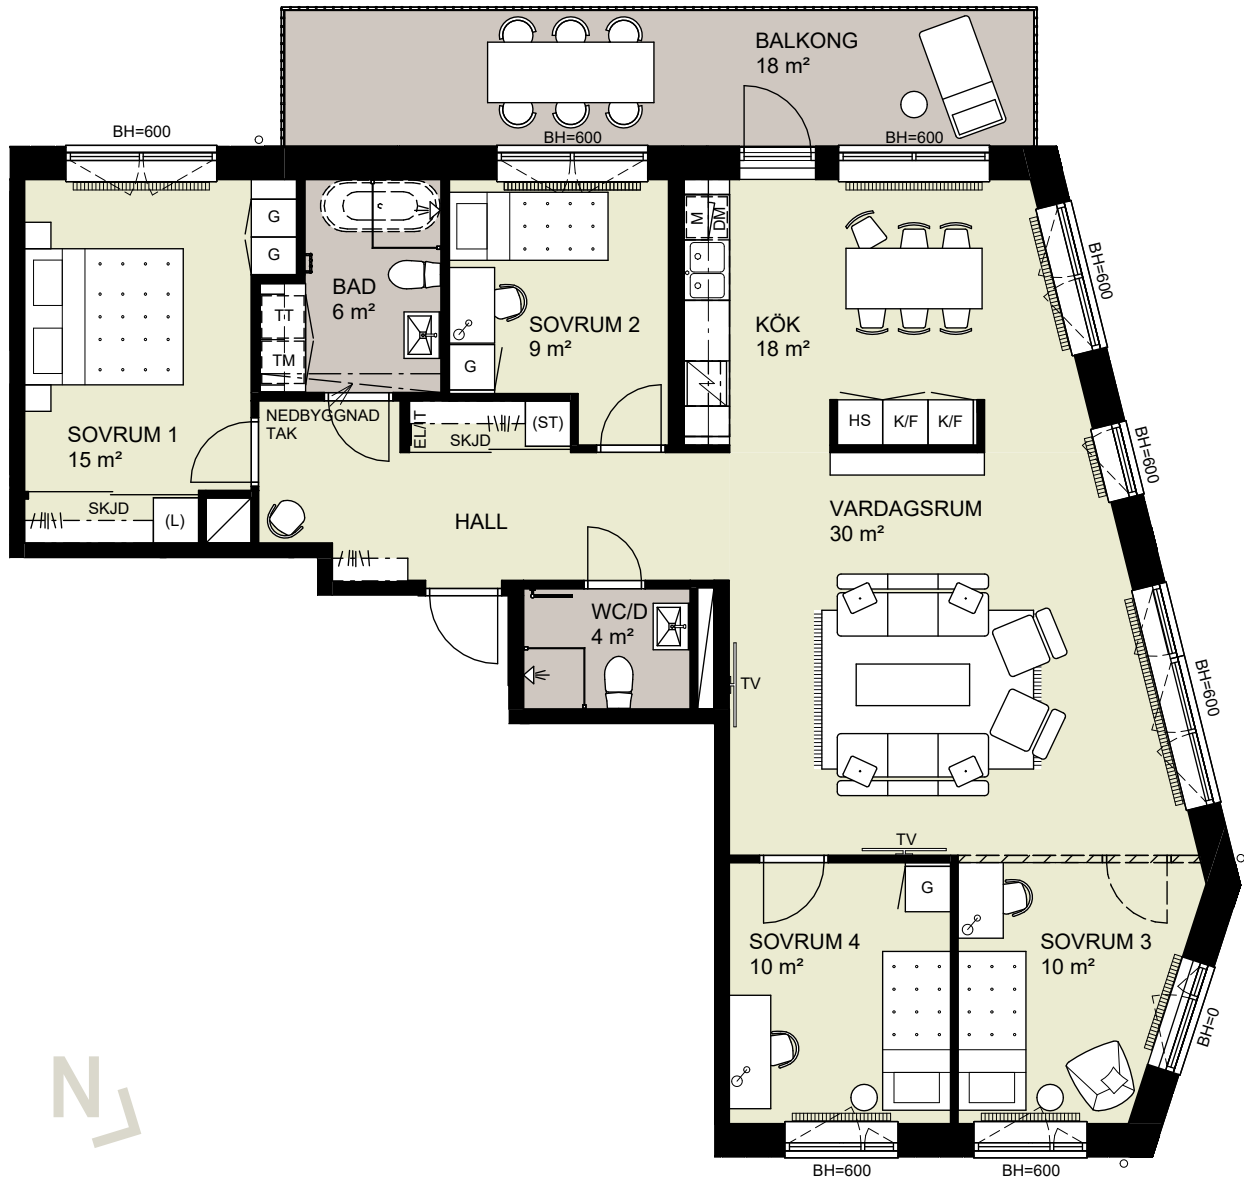 BALKONG
18 m²
BH=600
BH=600
BH=600
G
G
BAD
6 m²
TT
TM
SOVRUM 2
9 m²
G
M
DM
KÖK
18 m²
BH=600
SOVRUM 1
15 m²
NEDBYGGNAD
TAK
EL/IT
SKJD
(ST)
HS
K/F
K/F
BH=600
SKJD
(L)
HALL
VARDAGSRUM
30 m²
WC/D
4 m²
TV
BH=600
TV
G
SOVRUM 4
10 m²
SOVRUM 3
10 m²
BH=0
N
BH=600
BH=600